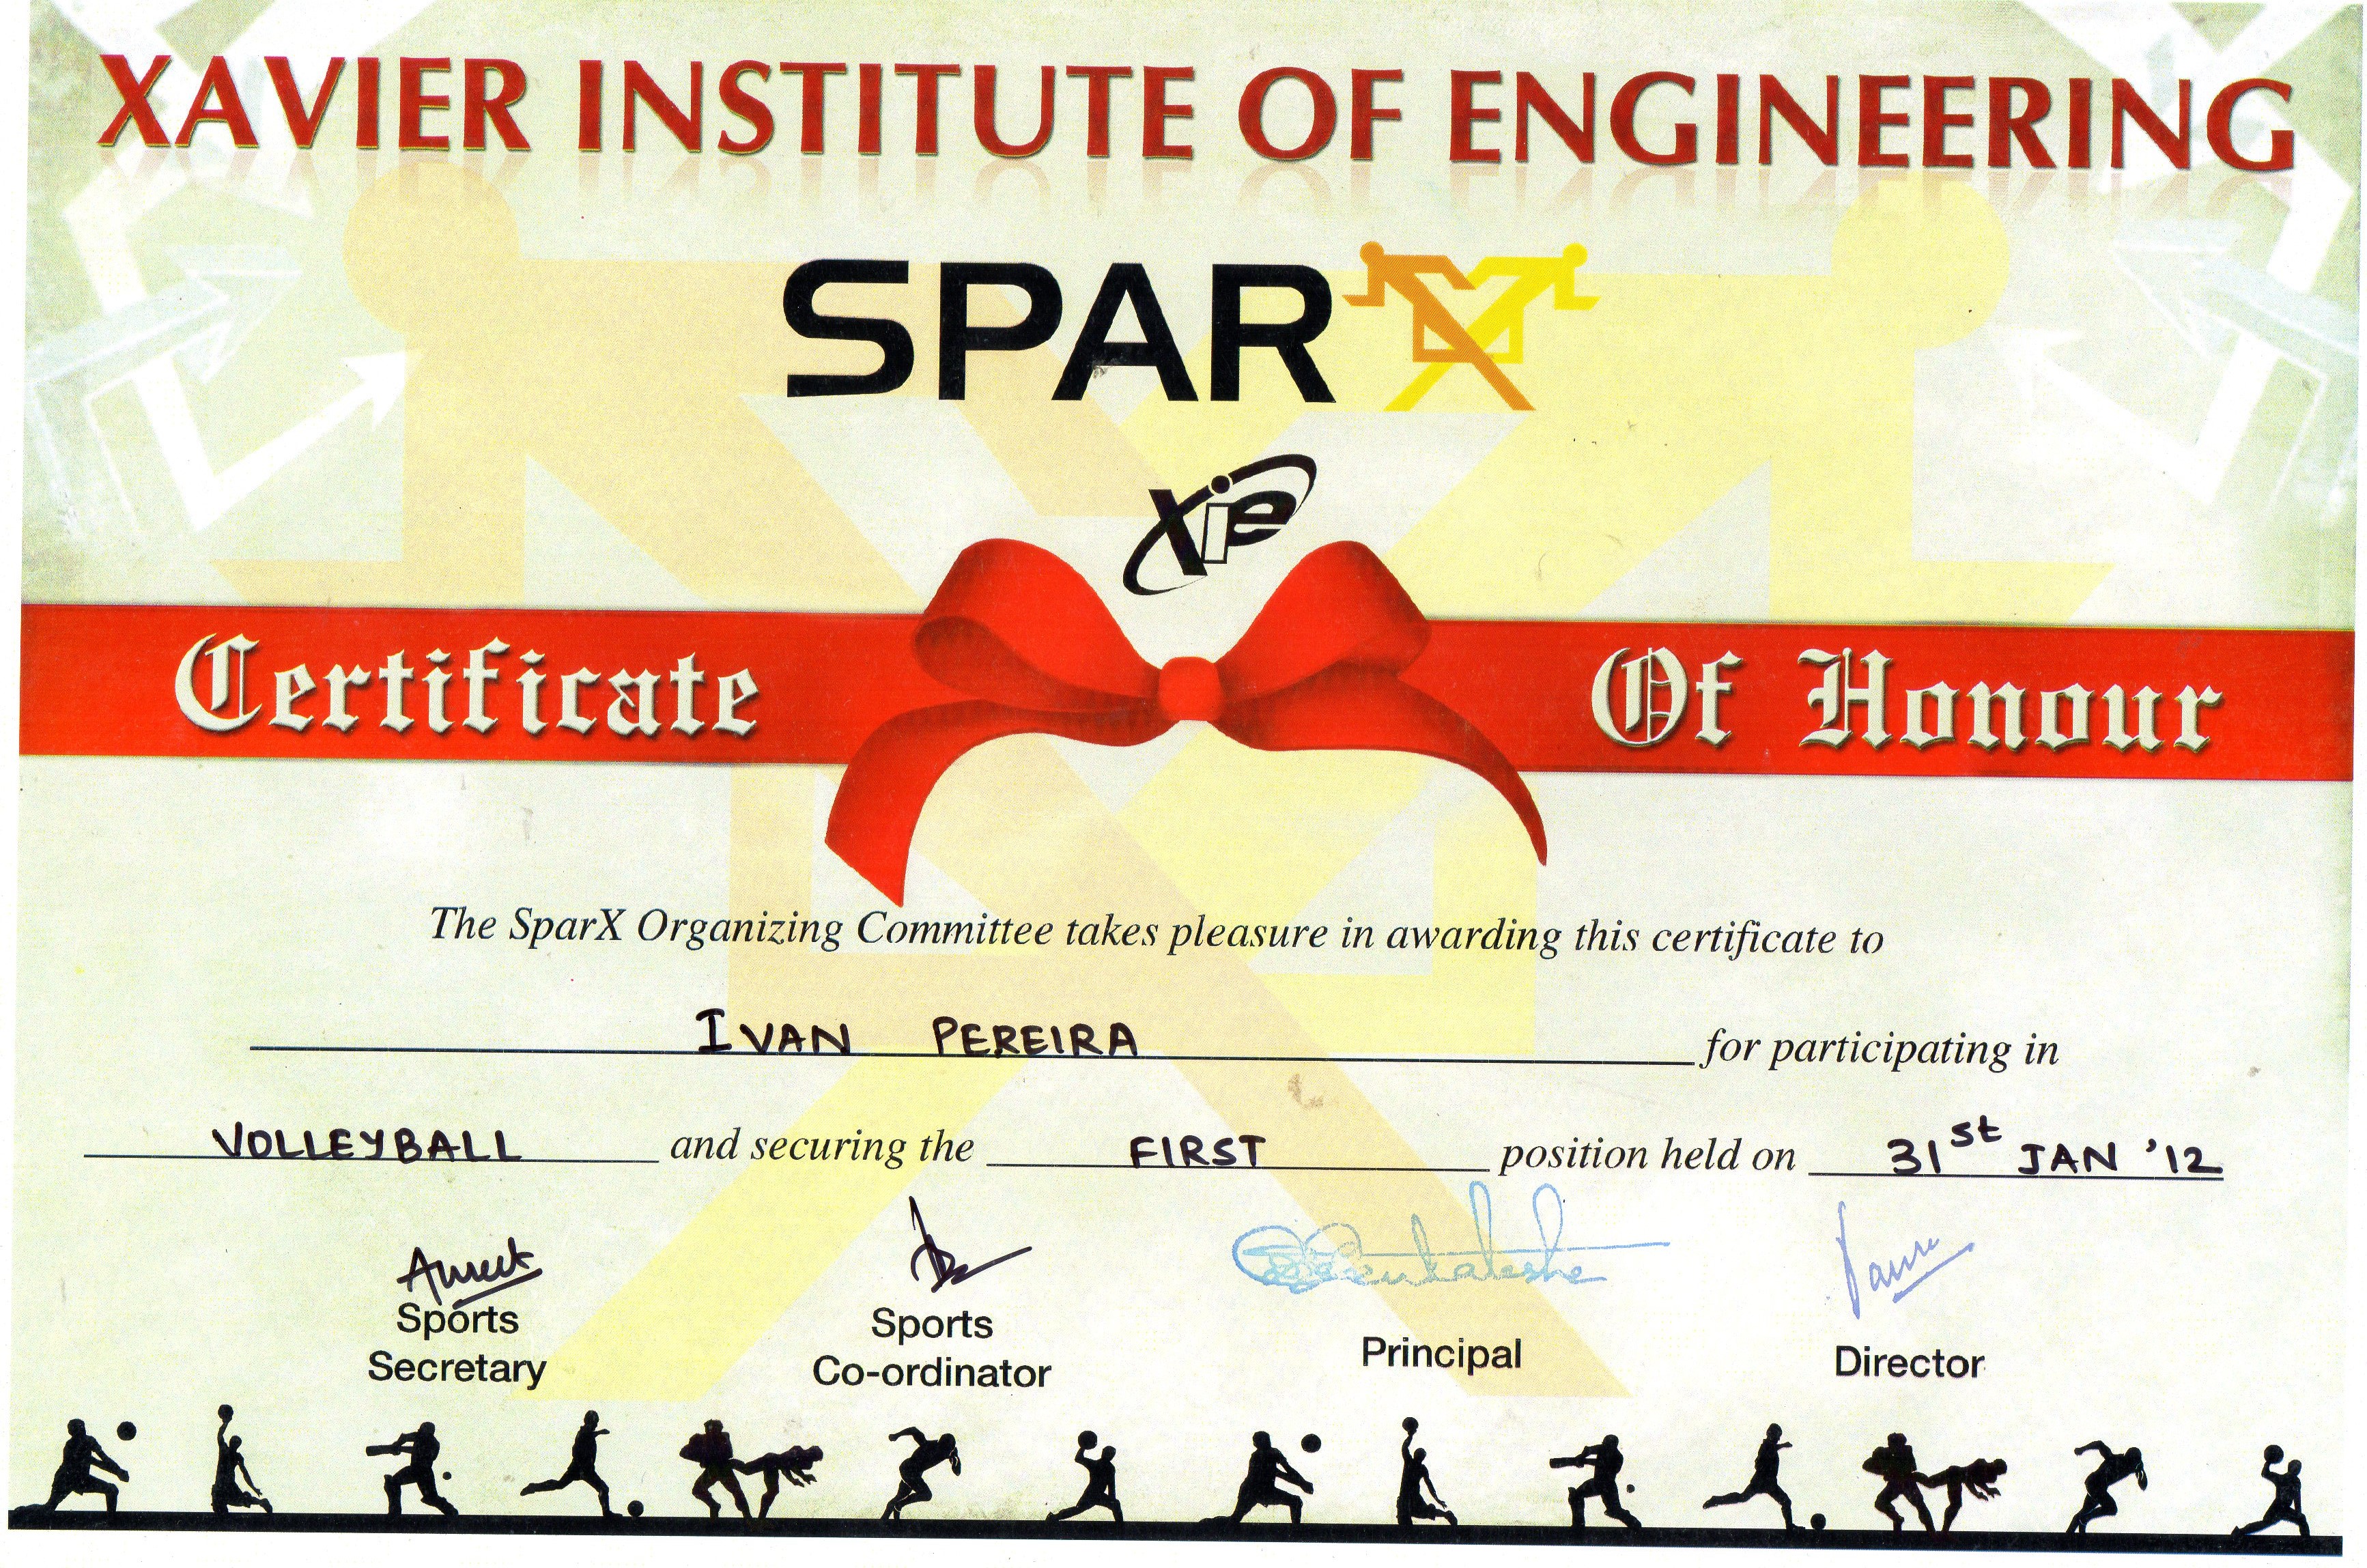 XAVIER INSTITUTE OF ENGINEERING
SPARX
xie
Certificate Of Honour
The SparX Organizing Committee takes pleasure in awarding this certificate to
IVAN PEREIRA for participating in
VOLLEYBALL and securing the FIRST position held on 31st JAN '12
Sports Secretary
Sports Co-ordinator
Principal
Director